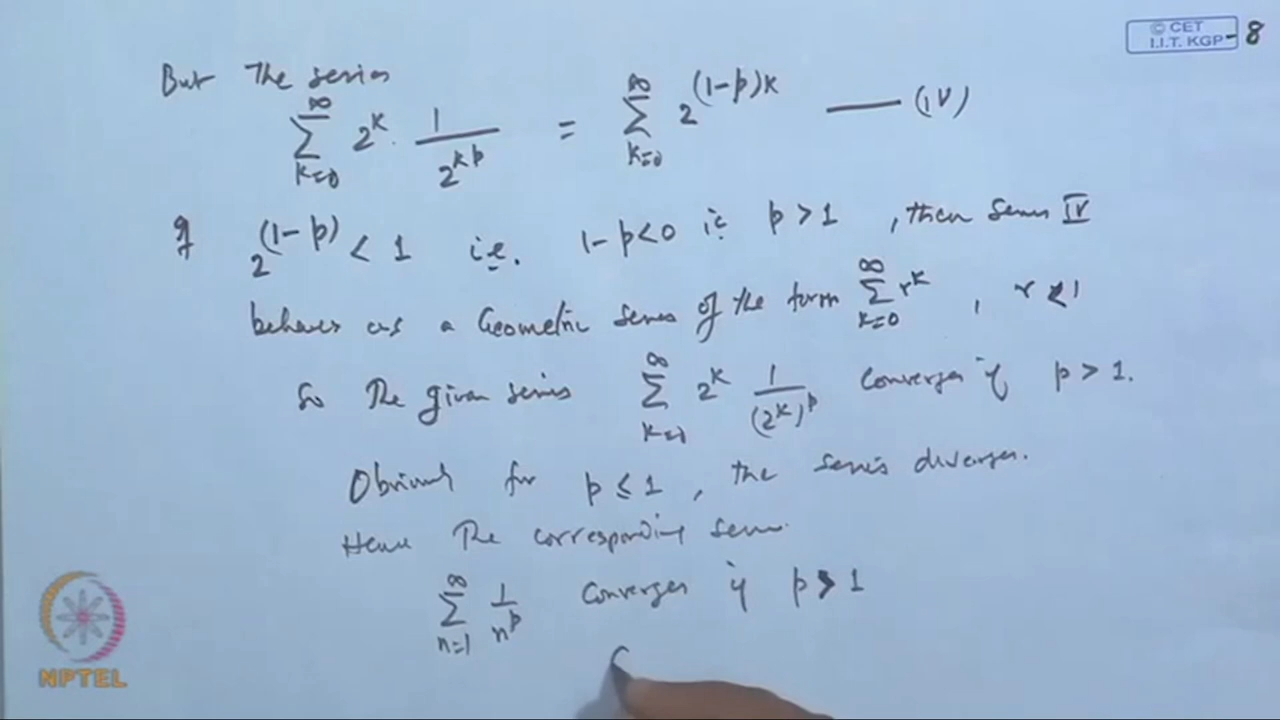 © CET
I.I.T. KGP - 8
But the series
∑_{k=0}^{∞} 2^k · 1/2^{kp} = ∑_{k=0}^{∞} 2^{(1-p)k} —— (IV)
If 2^{(1-p)} < 1 i.e. 1-p<0 ie p > 1 , then Series IV
behaves as a Geometric Series of the form ∑_{k=0}^{∞} r^k , r < 1
So the given series ∑_{k=0}^{∞} 2^k 1/(2^k)^p converges if p > 1.
for p ≤ 1 , the series diverges.
Hence The corresponding series
∑_{n=1}^{∞} 1/n^p Converges if p > 1
NPTEL